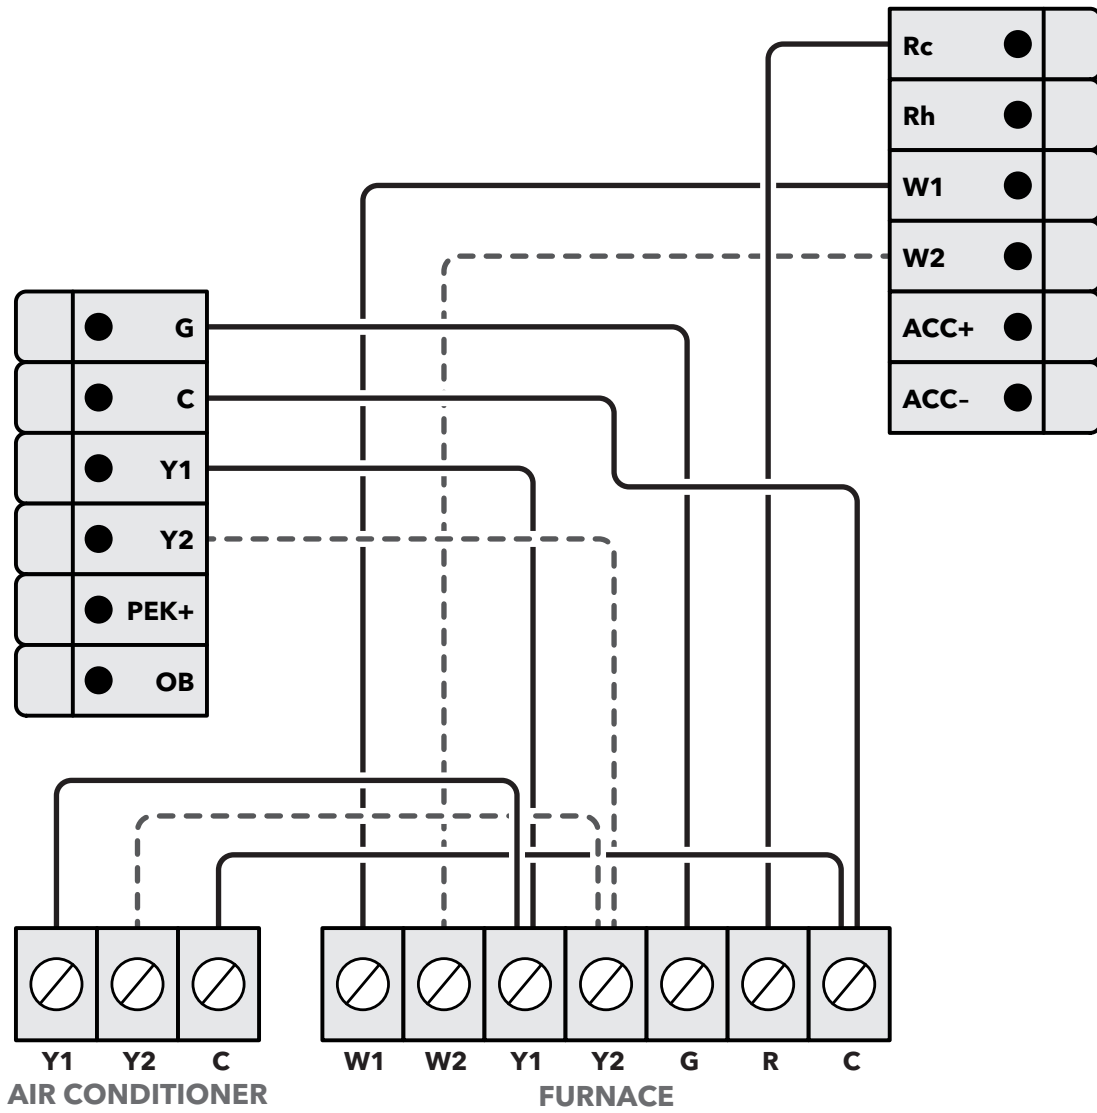 Rc
Rh
W1
W2
ACC+
ACC-
G
C
Y1
Y2
PEK+
OB
Y1 Y2 C
AIR CONDITIONER
W1 W2 Y1 Y2 G R C
FURNACE